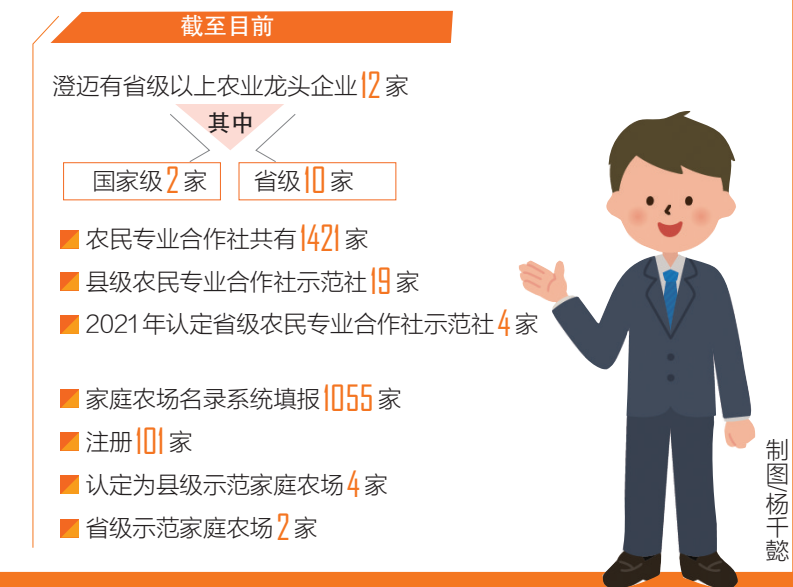 截至目前
澄迈有省级以上农业龙头企业12家
其中
国家级2家
省级10家
农民专业合作社共有1421家
县级农民专业合作社示范社19家
2021年认定省级农民专业合作社示范社4家
家庭农场名录系统填报1055家
注册101家
认定为县级示范家庭农场4家
省级示范家庭农场2家
制图/杨千懿